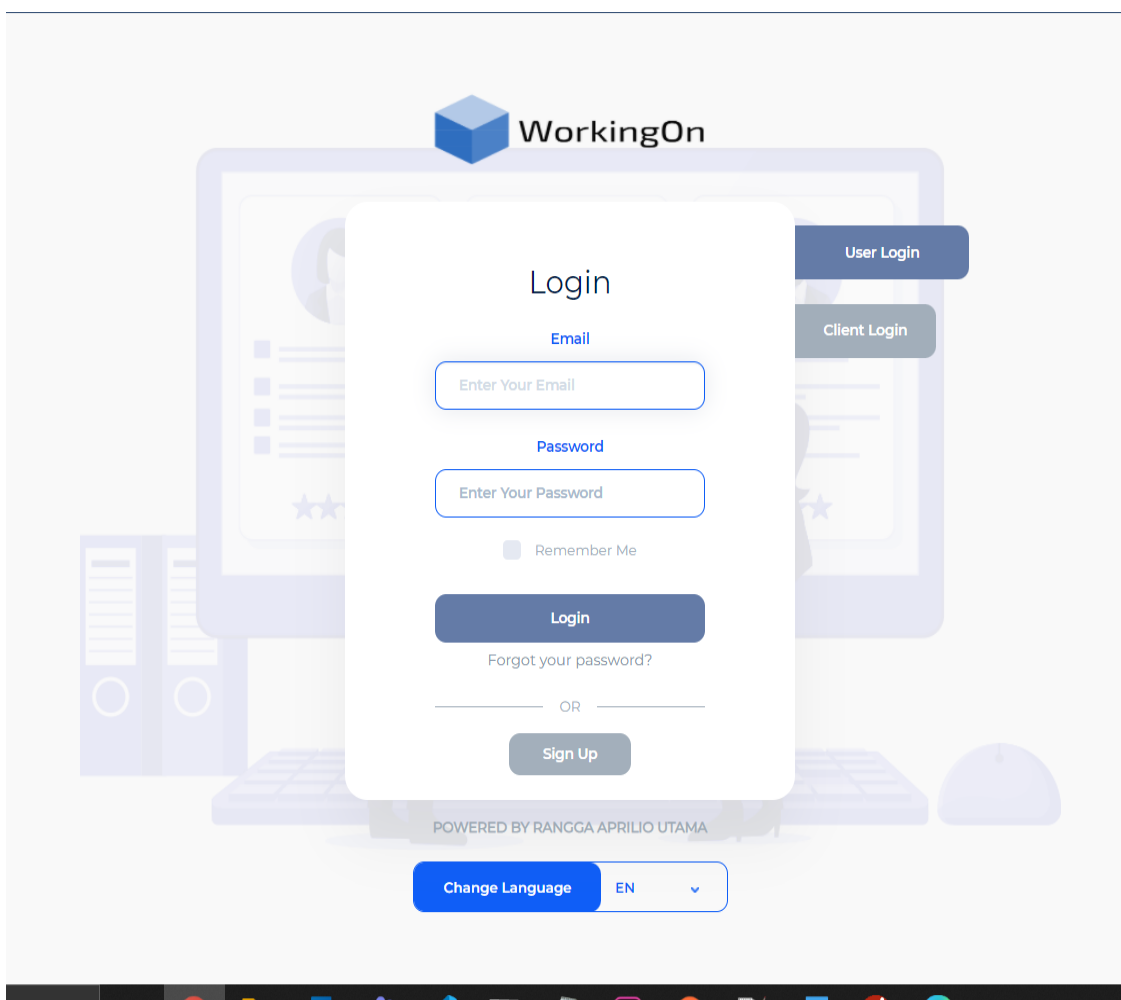 WorkingOn
User Login
Client Login
Login
Email
Enter Your Email
Password
Enter Your Password
Remember Me
Login
Forgot your password?
OR
Sign Up
POWERED BY RANGGA APRILIO UTAMA
Change Language EN